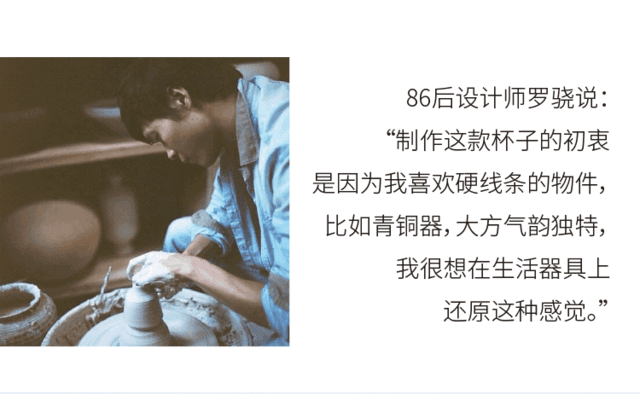 86后设计师罗骁说：
“制作这款杯子的初衷
是因为我喜欢硬线条的物件，
比如青铜器，大方气韵独特，
我很想在生活器具上
还原这种感觉。”